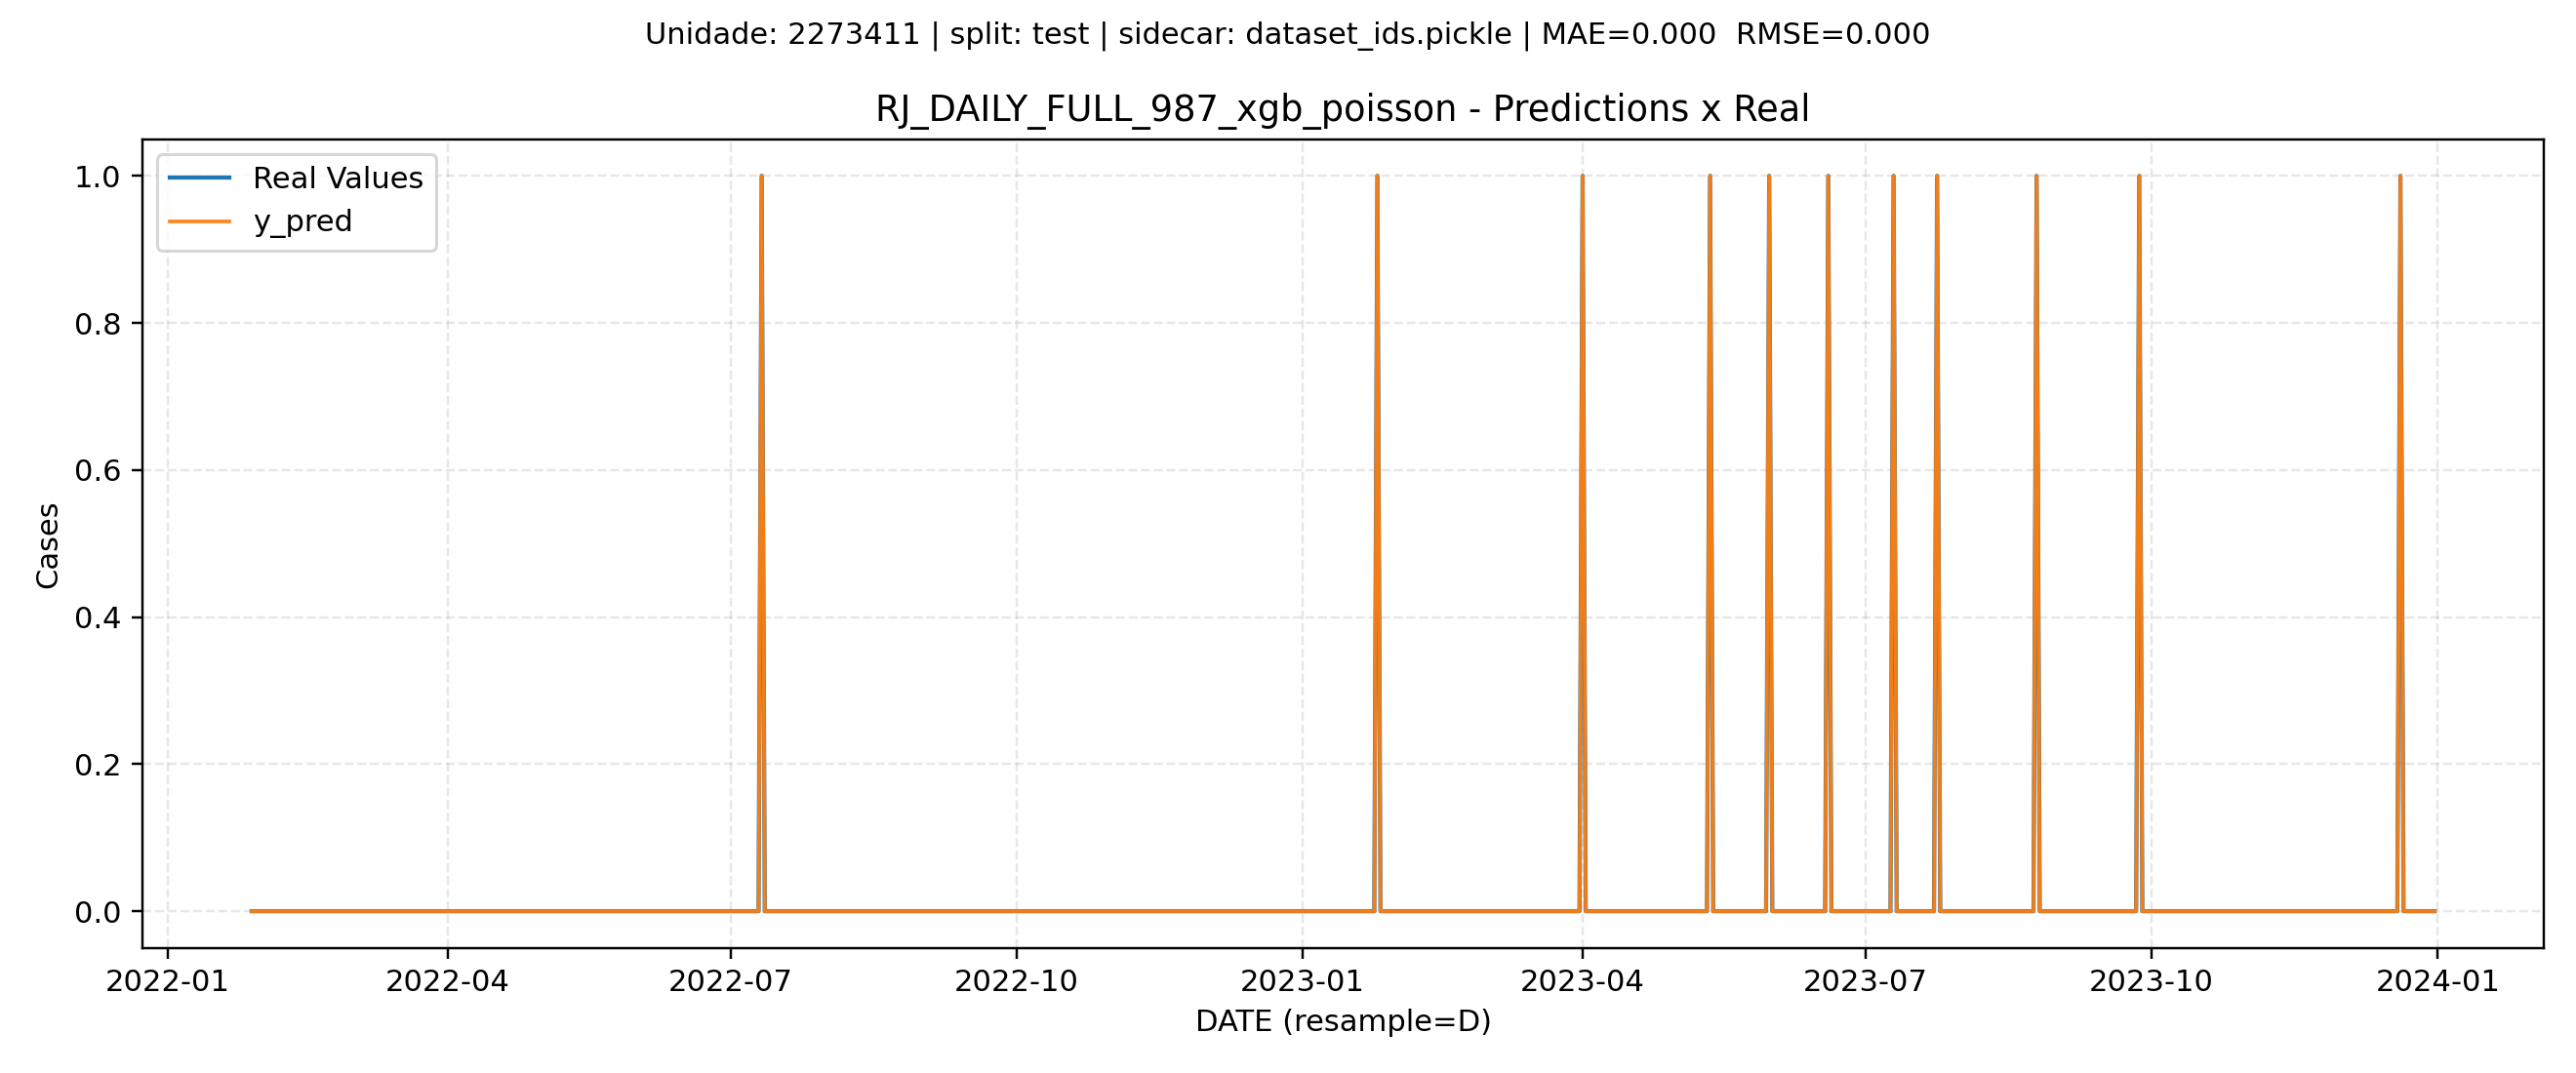 Unidade: 2273411 | split: test | sidecar: dataset_ids.pickle | MAE=0.000  RMSE=0.000
RJ_DAILY_FULL_987_xgb_poisson - Predictions x Real
Real Values
y_pred
1.0
0.8
0.6
0.4
0.2
0.0
Cases
2022-01 2022-04 2022-07 2022-10 2023-01 2023-04 2023-07 2023-10 2024-01
DATE (resample=D)